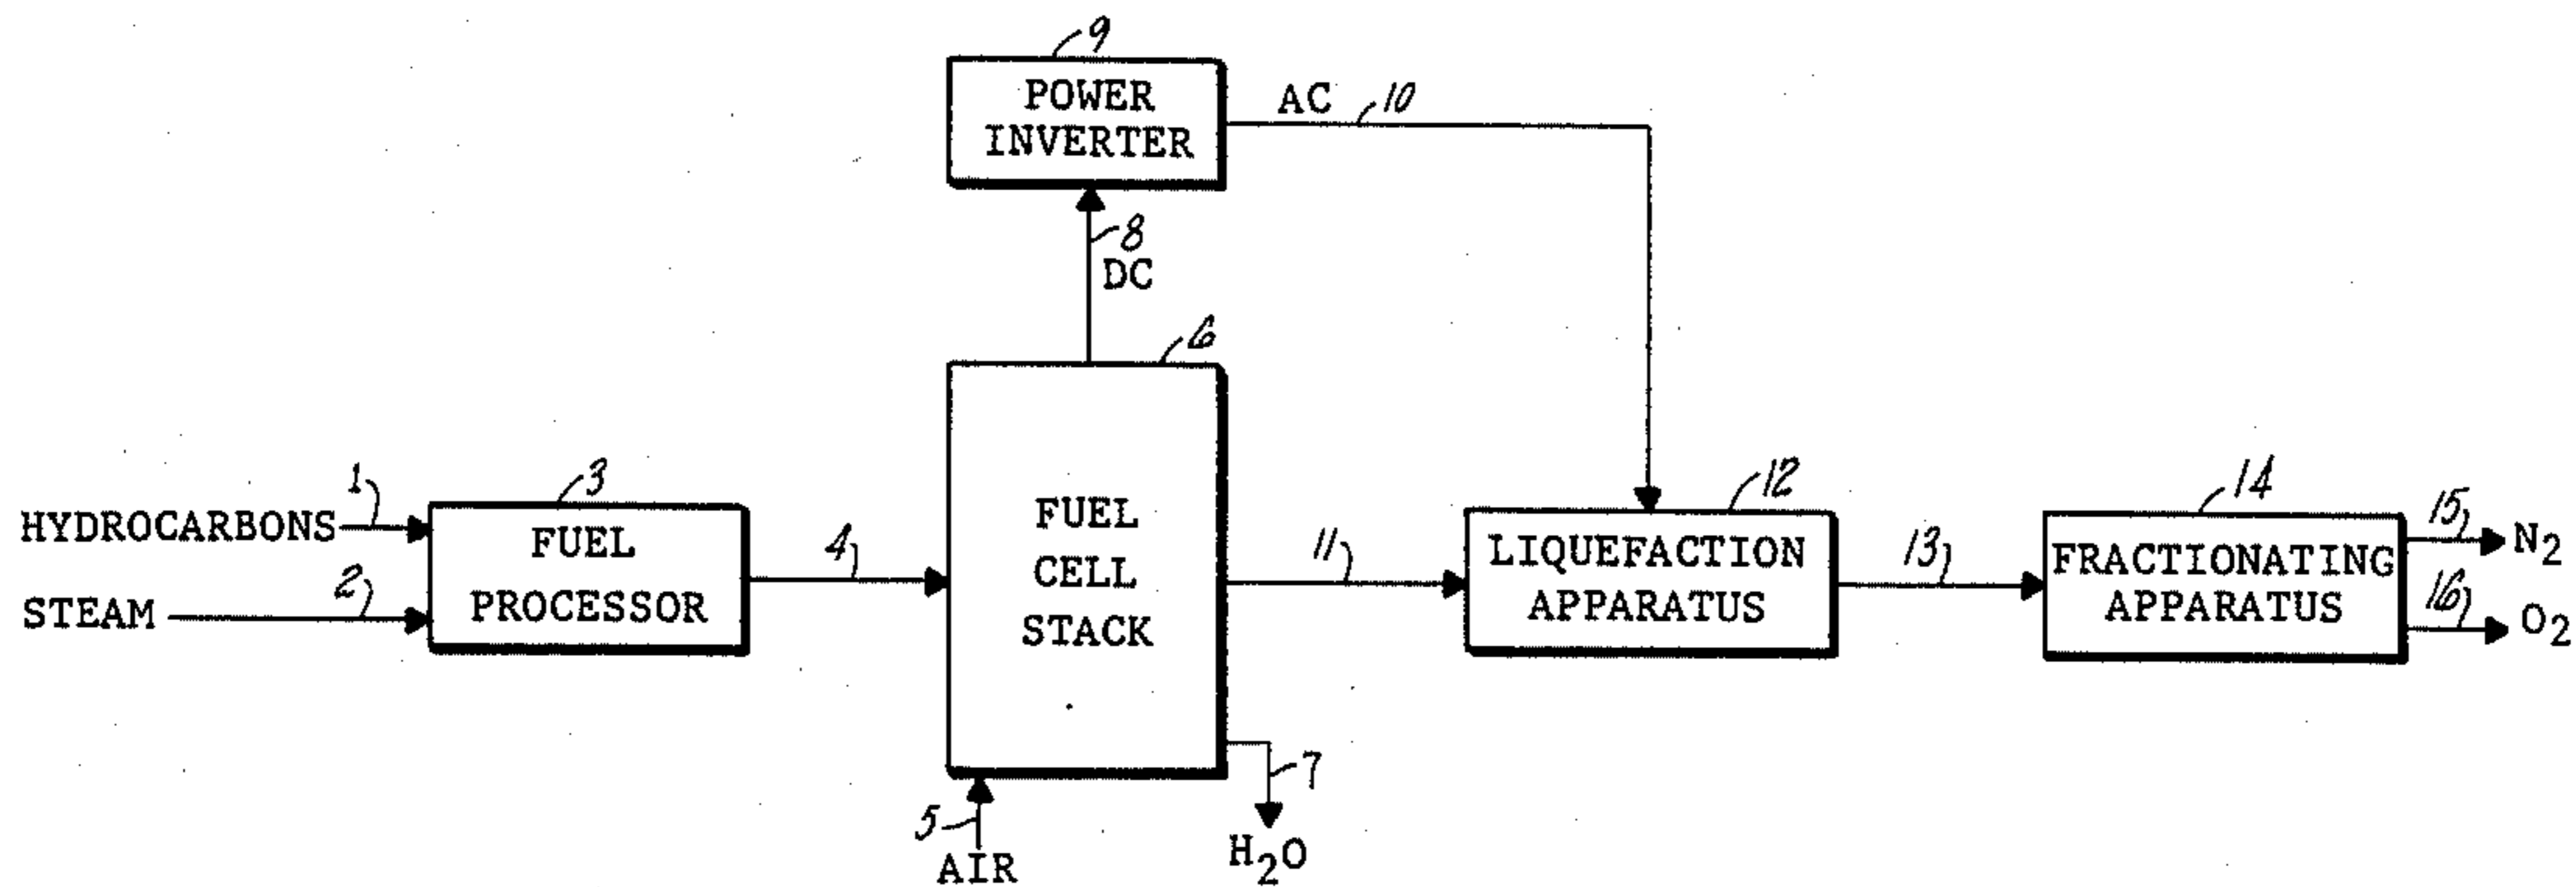 9
POWER
INVERTER
AC 10
8
DC
6
HYDROCARBONS 1
STEAM 2
3
FUEL
PROCESSOR
4
FUEL
CELL
STACK
5
AIR
7
H2O
11
12
LIQUEFACTION
APPARATUS
13
14
FRACTIONATING
APPARATUS
15 N2
16 O2